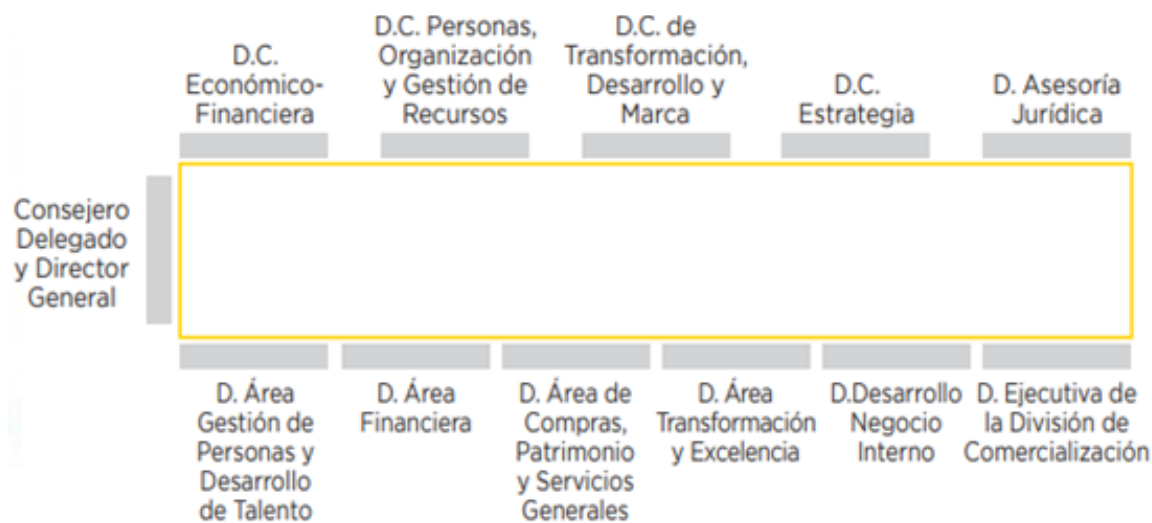 D.C.
Económico-
Financiera
D.C. Personas,
Organización
y Gestión de
Recursos
D.C. de
Transformación,
Desarrollo y
Marca
D.C.
Estrategia
D. Asesoría
Jurídica
Consejero
Delegado
y Director
General
D. Área
Gestión de
Personas y
Desarrollo
de Talento
D. Área
Financiera
D. Área de
Compras,
Patrimonio
y Servicios
Generales
D. Área
Transformación
y Excelencia
D.Desarrollo
Negocio
Interno
D. Ejecutiva de
la División de
Comercialización